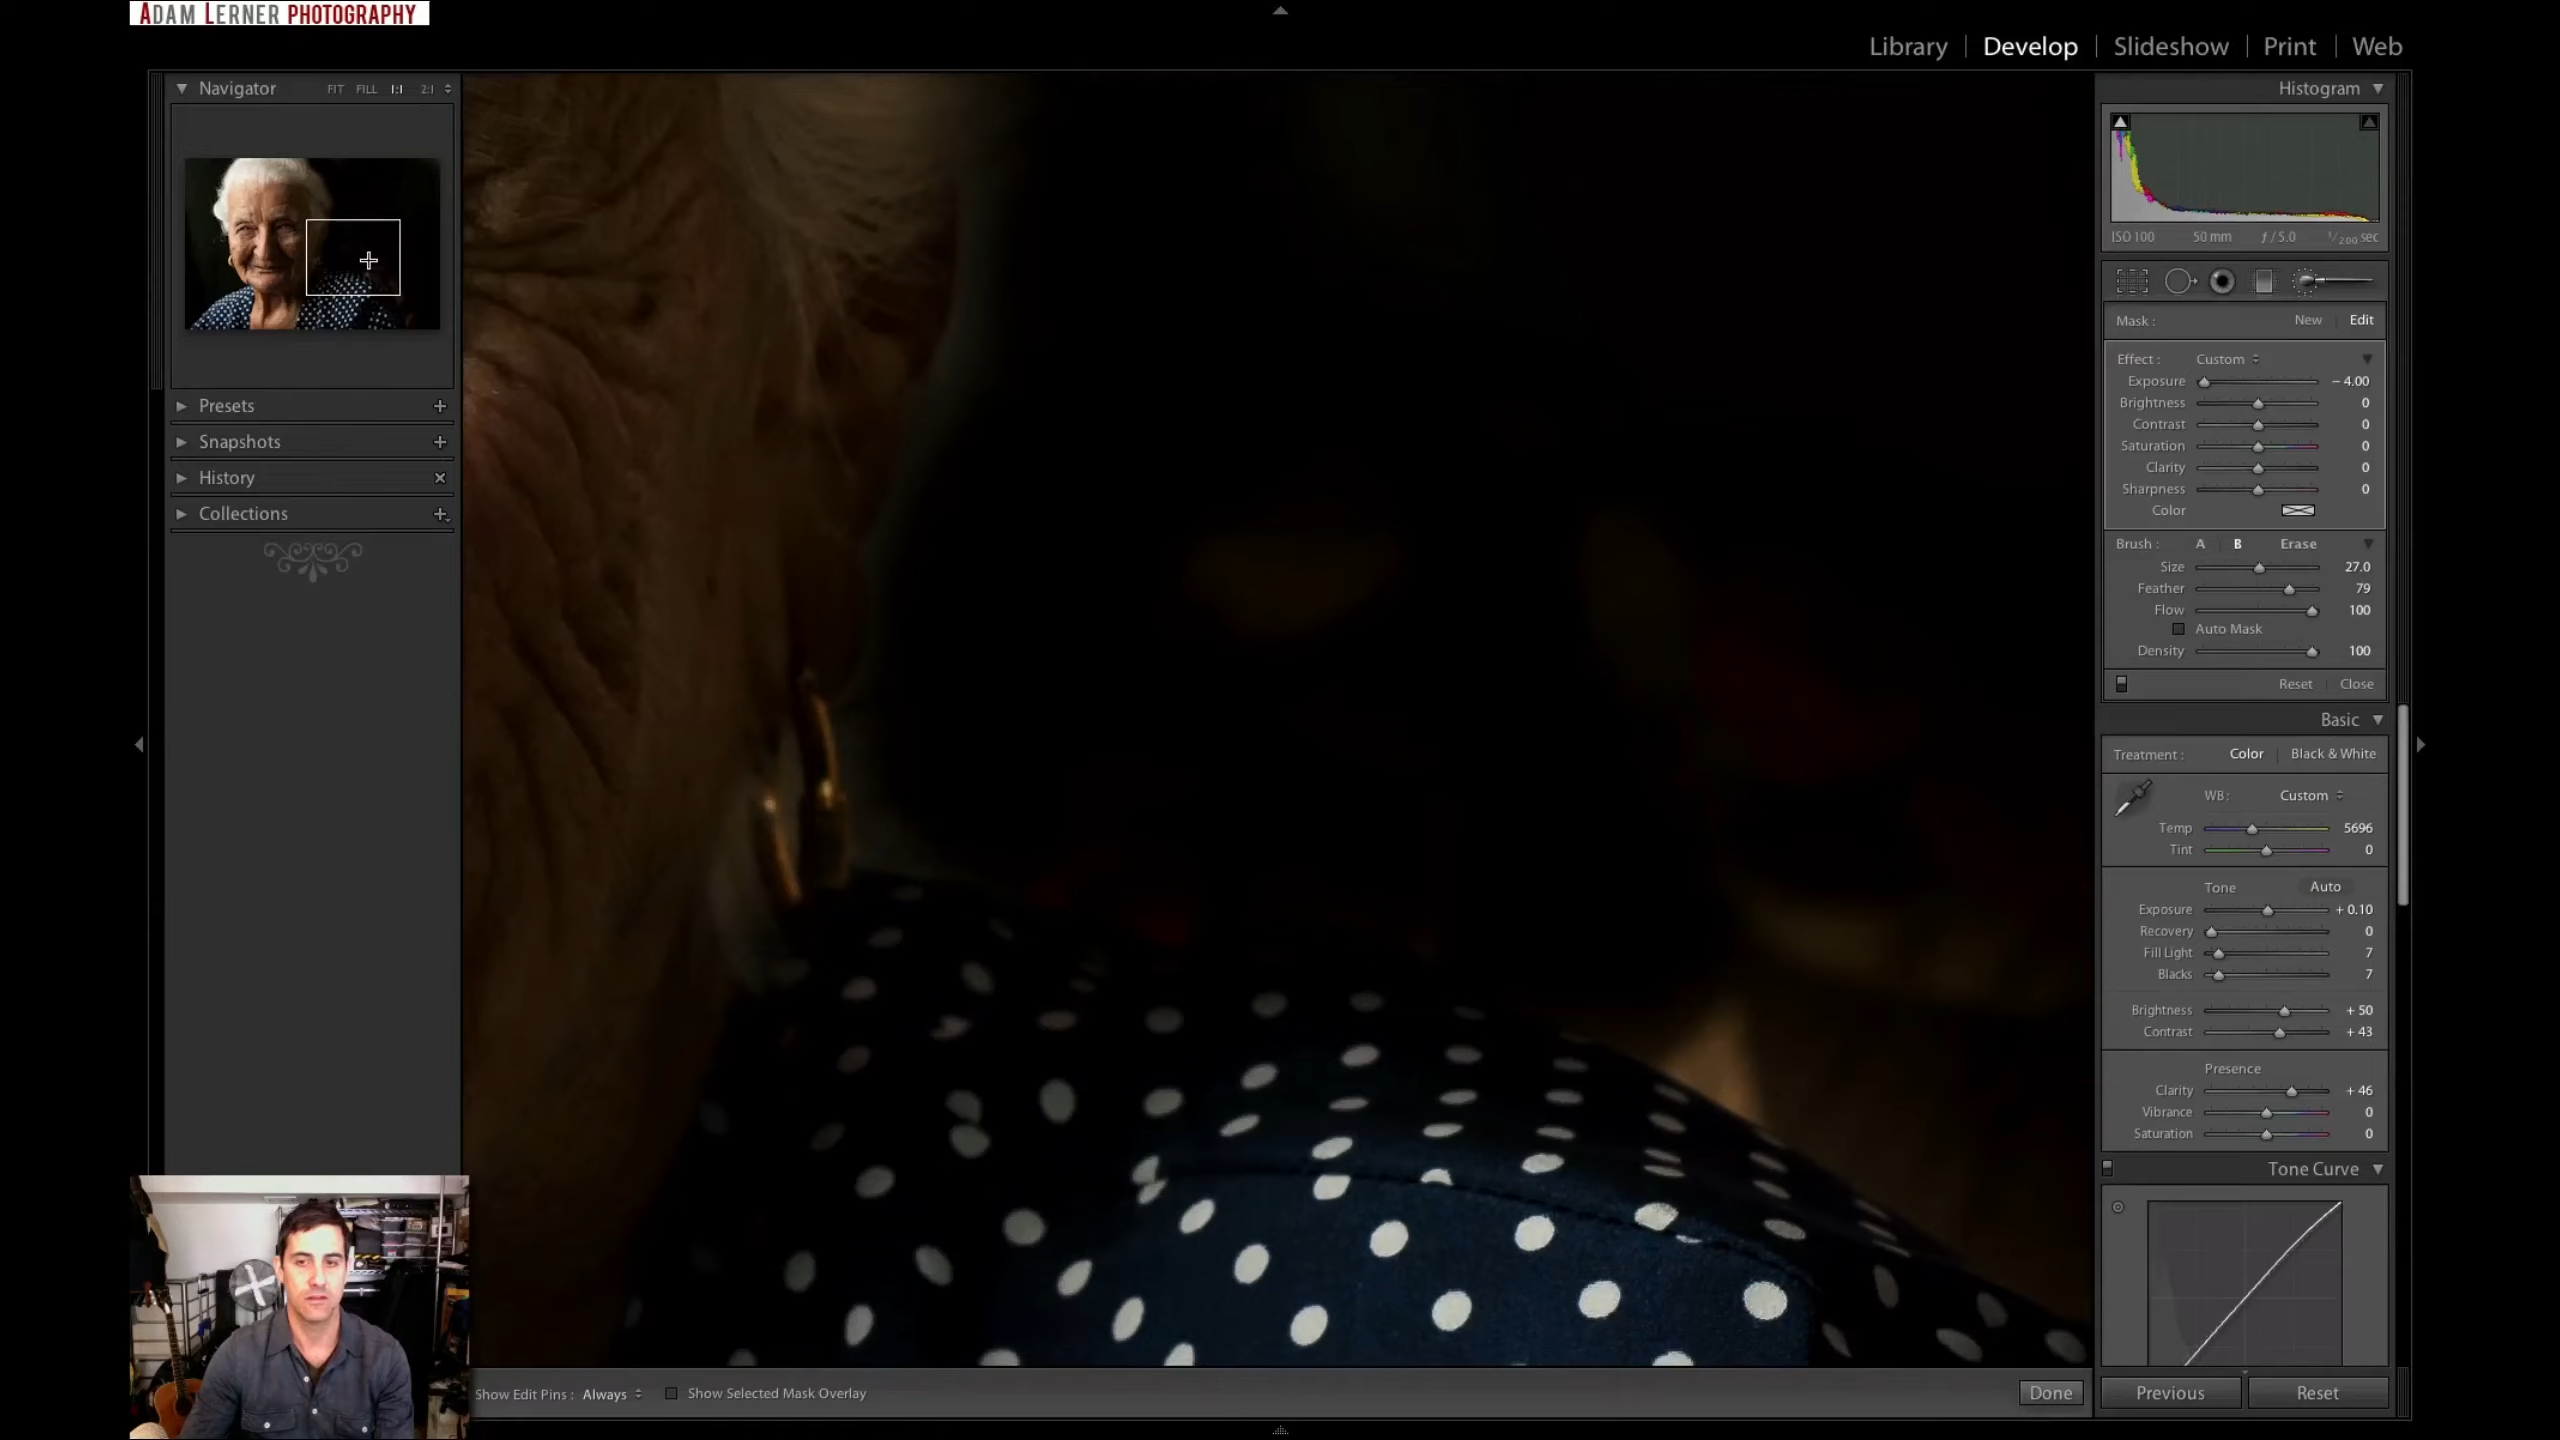 ADAM LERNER PHOTOGRAPHY
Library | Develop | Slideshow | Print | Web
Navigator FIT FILL 1:1 2:1
Presets
Snapshots
History
Collections
Histogram
ISO 100 50 mm ƒ / 5.0 1/200 sec
Mask : New Edit
Effect : Custom
Exposure − 4.00
Brightness 0
Contrast 0
Saturation 0
Clarity 0
Sharpness 0
Color
Brush : A B Erase
Size 27.0
Feather 79
Flow 100
Auto Mask
Density 100
Reset Close
Basic
Treatment : Color Black & White
WB : Custom
Temp 5696
Tint 0
Tone Auto
Exposure + 0.10
Recovery 0
Fill Light 7
Blacks 7
Brightness + 50
Contrast + 43
Presence
Clarity + 46
Vibrance 0
Saturation 0
Tone Curve
Show Edit Pins : Always Show Selected Mask Overlay Done
Previous Reset